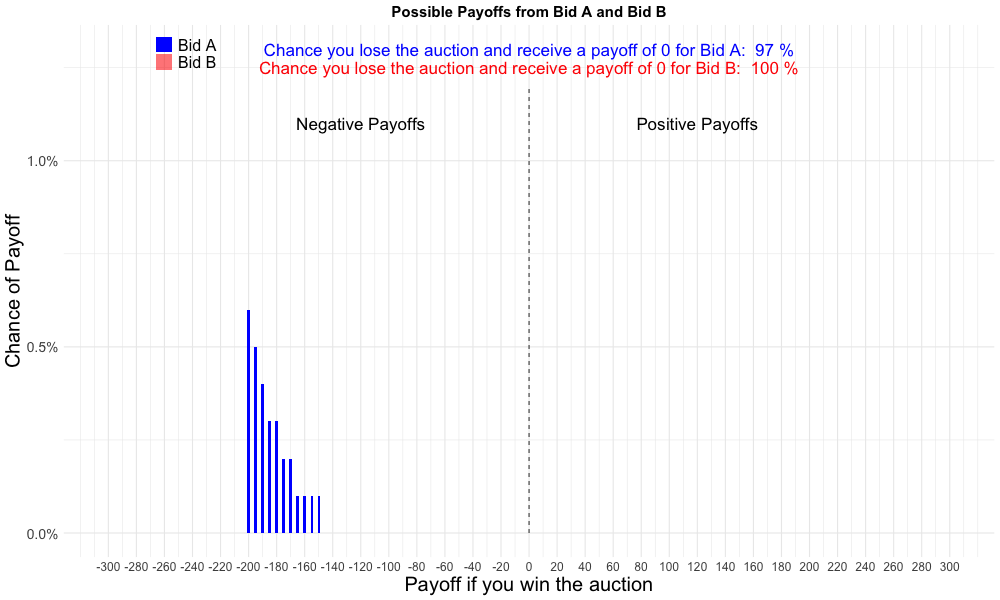 Possible Payoffs from Bid A and Bid B
Bid A
Bid B
Chance you lose the auction and receive a payoff of 0 for Bid A:  97 %
Chance you lose the auction and receive a payoff of 0 for Bid B:  100 %
Negative Payoffs
Positive Payoffs
Chance of Payoff
1.0%
0.5%
0.0%
-300 -280 -260 -240 -220 -200 -180 -160 -140 -120 -100 -80 -60 -40 -20 0 20 40 60 80 100 120 140 160 180 200 220 240 260 280 300
Payoff if you win the auction